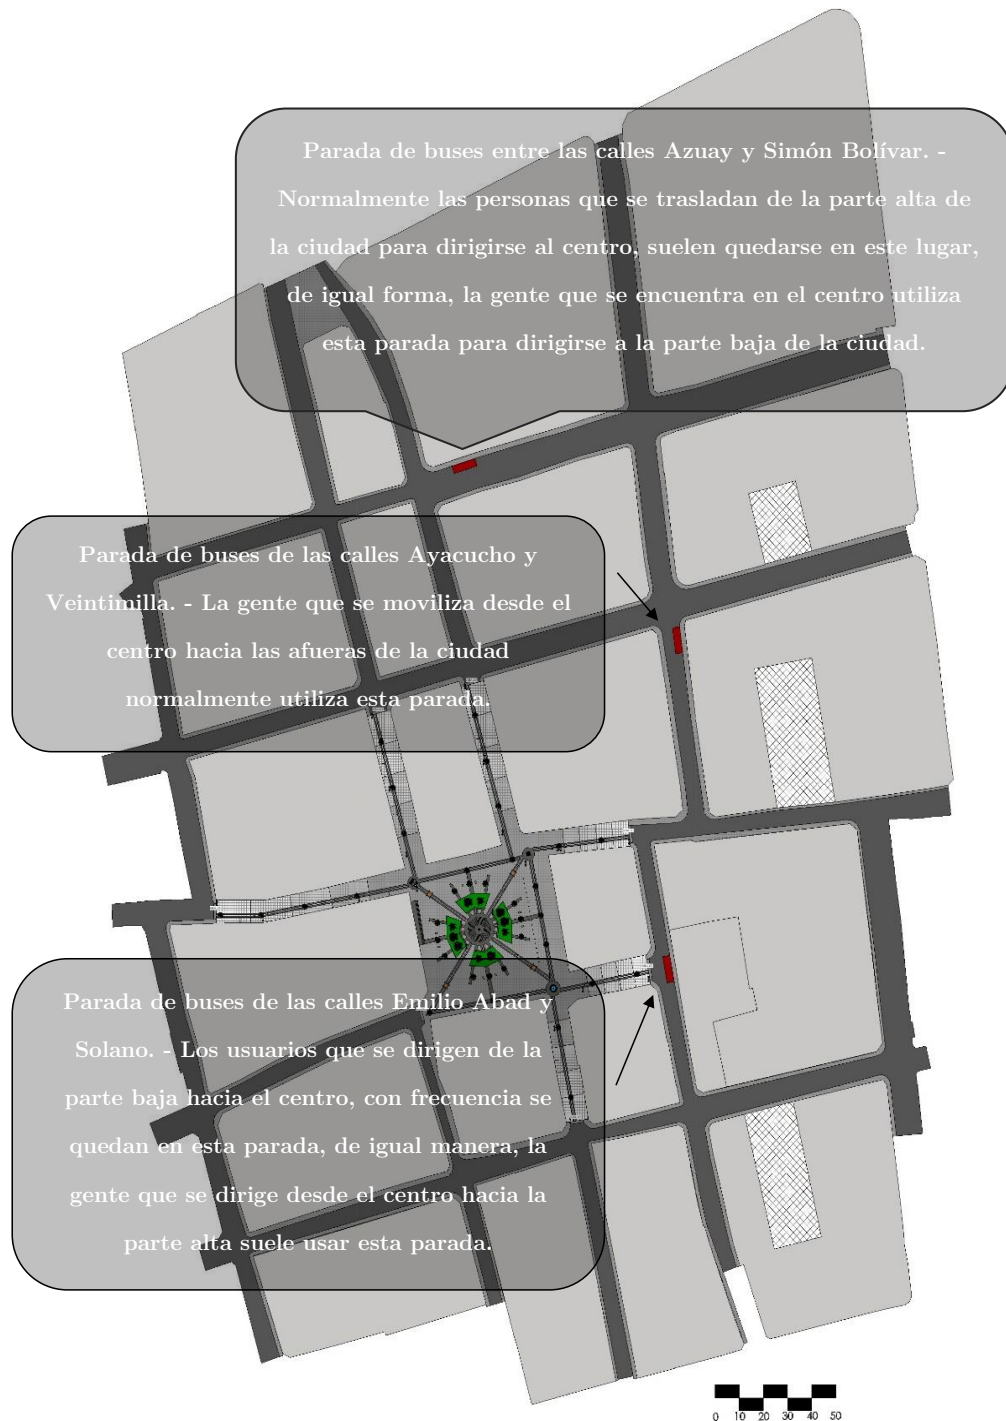 Parada de buses entre las calles Azuay y Simón Bolívar. -
Normalmente las personas que se trasladan de la parte alta de
la ciudad para dirigirse al centro, suelen quedarse en este lugar,
de igual forma, la gente que se encuentra en el centro utiliza
esta parada para dirigirse a la parte baja de la ciudad.
Parada de buses de las calles Ayacucho y
Veintimilla. - La gente que se moviliza desde el
centro hacia las afueras de la ciudad
normalmente utiliza esta parada.
Parada de buses de las calles Emilio Abad y
Solano. - Los usuarios que se dirigen de la
parte baja hacia el centro, con frecuencia se
quedan en esta parada, de igual manera, la
gente que se dirige desde el centro hacia la
parte alta suele usar esta parada.
0 10 20 30 40 50